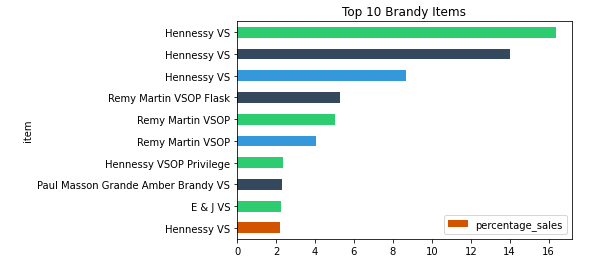 Top 10 Brandy Items
Hennessy VS
Hennessy VS
Hennessy VS
Remy Martin VSOP Flask
Remy Martin VSOP
Remy Martin VSOP
Hennessy VSOP Privilege
Paul Masson Grande Amber Brandy VS
E & J VS
Hennessy VS
item
percentage_sales
0 2 4 6 8 10 12 14 16